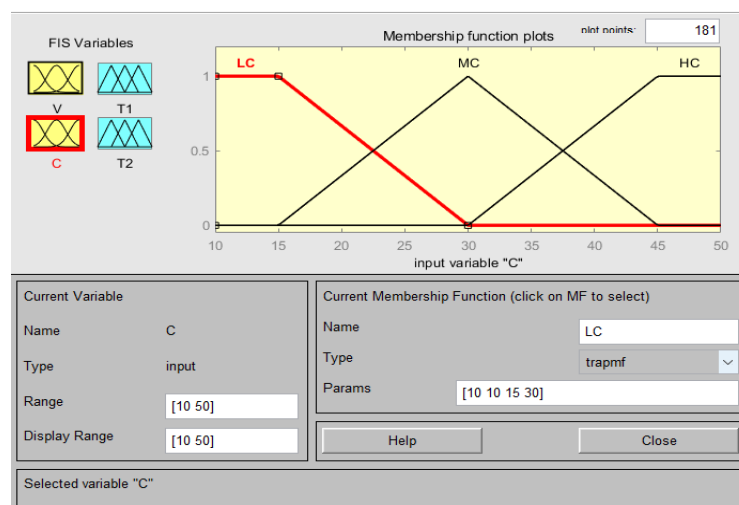 FIS Variables
Membership function plots
plot points:
181
V
T1
C
T2
LC
MC
HC
1
0.5
0
10
15
20
25
30
35
40
45
50
input variable "C"
Current Variable
Name
C
Type
input
Range
[10 50]
Display Range
[10 50]
Current Membership Function (click on MF to select)
Name
LC
Type
trapmf
Params
[10 10 15 30]
Help
Close
Selected variable "C"